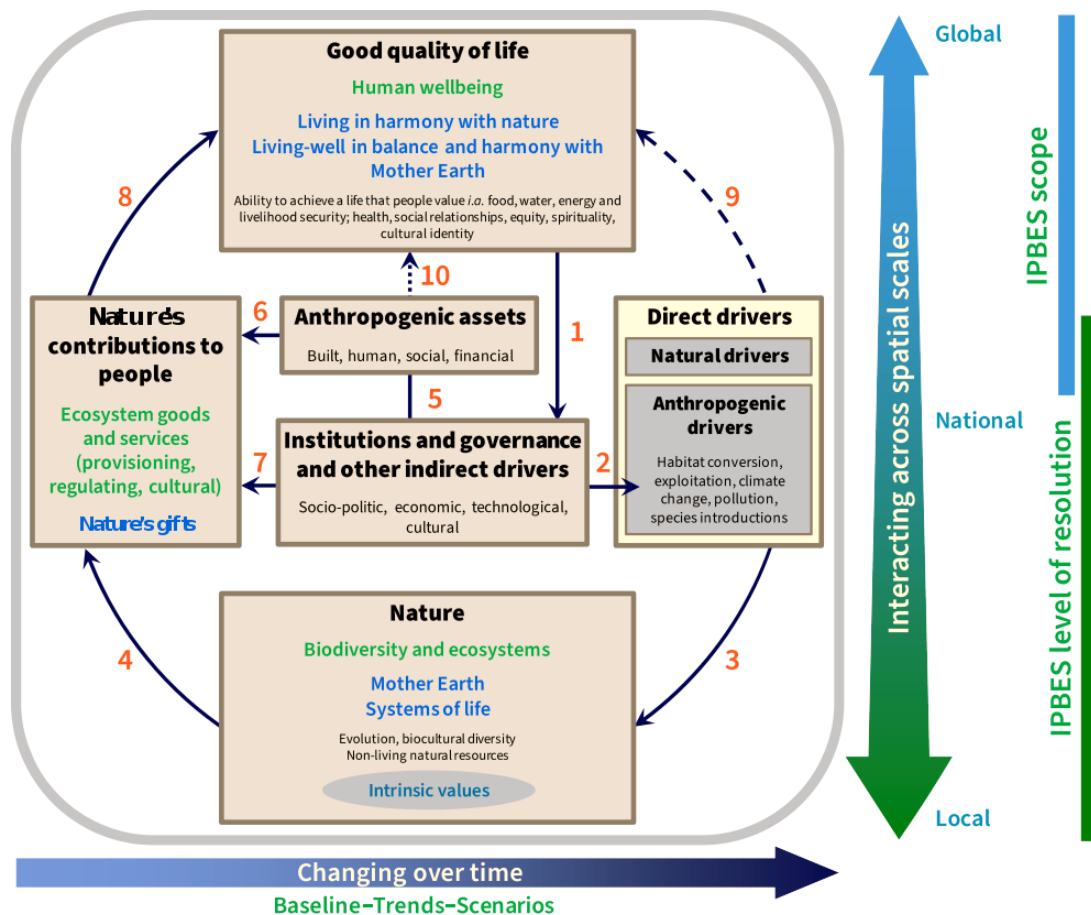 Good quality of life
Human wellbeing
Living in harmony with nature
Living-well in balance and harmony with
Mother Earth
Ability to achieve a life that people value i.a. food, water, energy and
livelihood security; health, social relationships, equity, spirituality,
cultural identity
8
9
10
6
1
Nature's
contributions to
people
Ecosystem goods
and services
(provisioning,
regulating, cultural)
Nature's gifts
Anthropogenic assets
Built, human, social, financial
5
Institutions and governance
and other indirect drivers
Socio-politic, economic, technological,
cultural
7
2
Direct drivers
Natural drivers
Anthropogenic
drivers
Habitat conversion,
exploitation, climate
change, pollution,
species introductions
4
3
Nature
Biodiversity and ecosystems
Mother Earth
Systems of life
Evolution, biocultural diversity
Non-living natural resources
Intrinsic values
Changing over time
Baseline–Trends–Scenarios
Interacting across spatial scales
Global
National
Local
IPBES scope
IPBES level of resolution